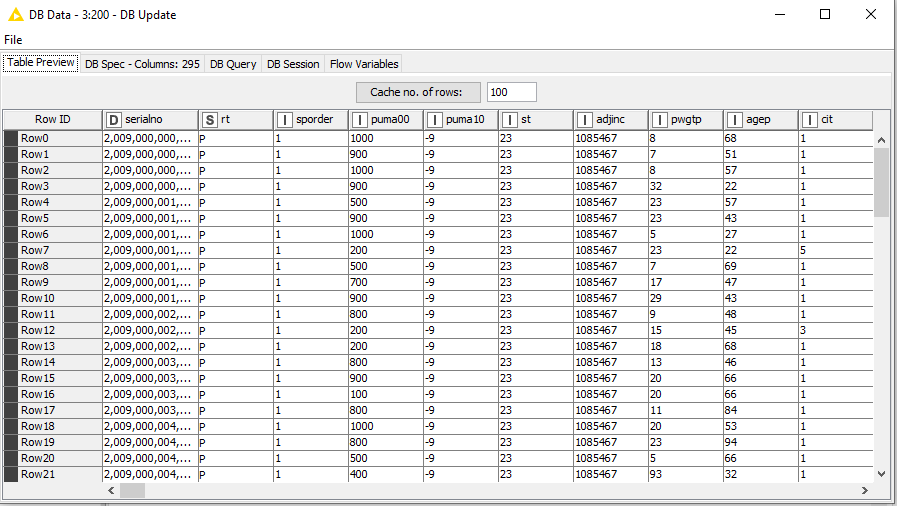 DB Data - 3:200 - DB Update
File
Table Preview DB Spec - Columns: 295 DB Query DB Session Flow Variables
Cache no. of rows: 100
Row ID D serialno S rt I sporder I puma00 I puma10 I st I adjinc I pwgtp I agep I cit
Row0 2,009,000,000,... P 1 1000 -9 23 1085467 8 68 1
Row1 2,009,000,000,... P 1 900 -9 23 1085467 7 51 1
Row2 2,009,000,000,... P 1 1000 -9 23 1085467 8 57 1
Row3 2,009,000,000,... P 1 900 -9 23 1085467 32 22 1
Row4 2,009,000,001,... P 1 500 -9 23 1085467 23 57 1
Row5 2,009,000,001,... P 1 900 -9 23 1085467 23 43 1
Row6 2,009,000,001,... P 1 1000 -9 23 1085467 5 27 1
Row7 2,009,000,001,... P 1 200 -9 23 1085467 23 22 5
Row8 2,009,000,001,... P 1 500 -9 23 1085467 7 69 1
Row9 2,009,000,001,... P 1 700 -9 23 1085467 17 47 1
Row10 2,009,000,001,... P 1 900 -9 23 1085467 29 43 1
Row11 2,009,000,002,... P 1 800 -9 23 1085467 9 48 1
Row12 2,009,000,002,... P 1 200 -9 23 1085467 15 45 3
Row13 2,009,000,002,... P 1 200 -9 23 1085467 18 68 1
Row14 2,009,000,003,... P 1 800 -9 23 1085467 13 46 1
Row15 2,009,000,003,... P 1 900 -9 23 1085467 20 66 1
Row16 2,009,000,003,... P 1 100 -9 23 1085467 20 66 1
Row17 2,009,000,003,... P 1 800 -9 23 1085467 11 84 1
Row18 2,009,000,004,... P 1 1000 -9 23 1085467 20 53 1
Row19 2,009,000,004,... P 1 800 -9 23 1085467 23 94 1
Row20 2,009,000,004,... P 1 500 -9 23 1085467 5 66 1
Row21 2,009,000,004,... P 1 400 -9 23 1085467 93 32 1